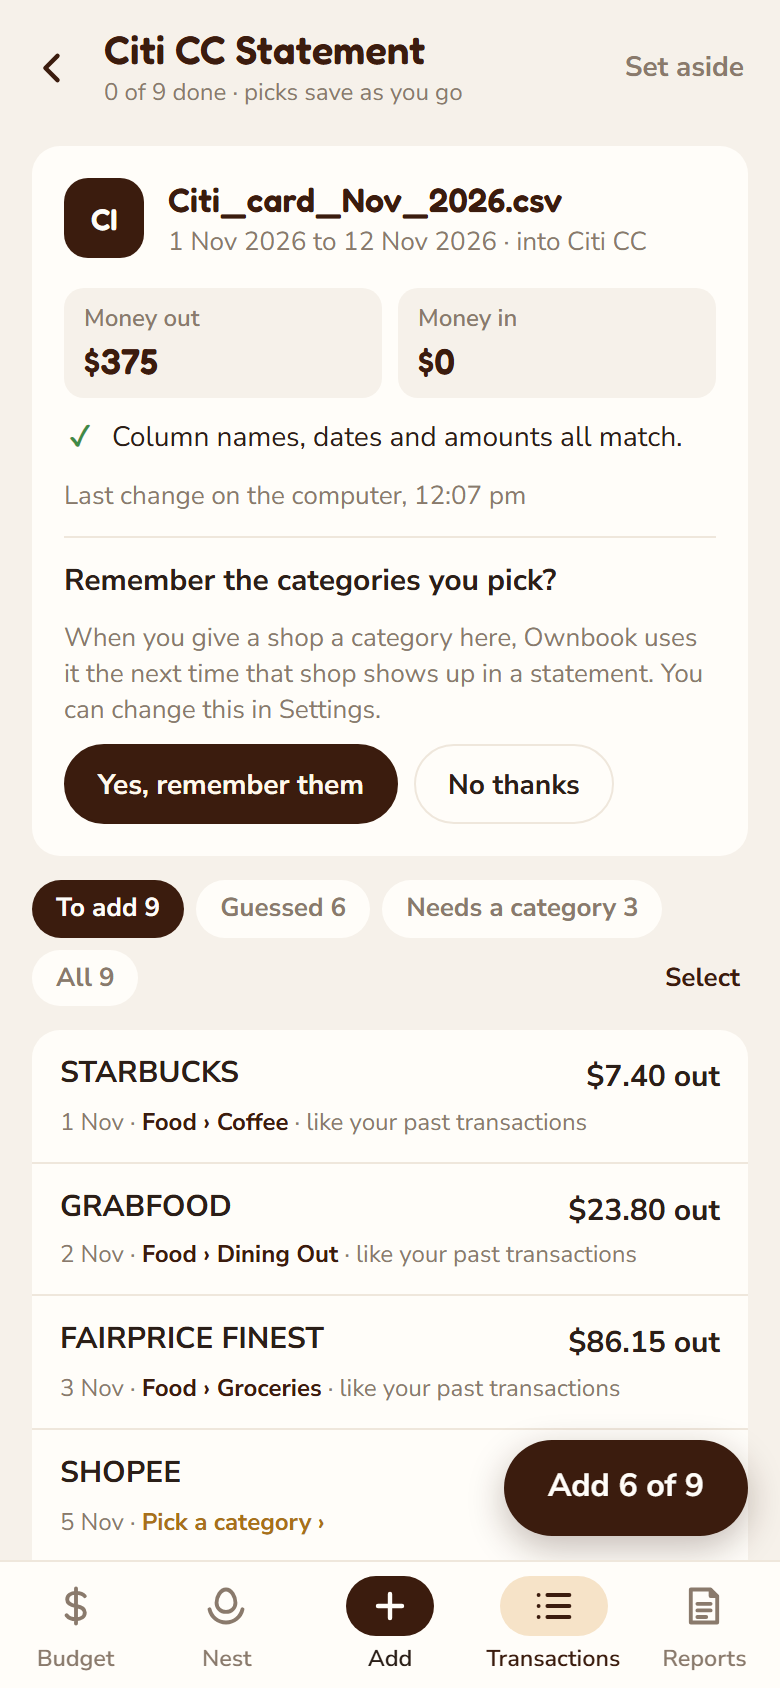 Citi CC Statement
0 of 9 done · picks save as you go
Set aside
CI
Citi_card_Nov_2026.csv
1 Nov 2026 to 12 Nov 2026 · into Citi CC
Money out
$375
Money in
$0
✓ Column names, dates and amounts all match.
Last change on the computer, 12:07 pm
Remember the categories you pick?
When you give a shop a category here, Ownbook uses
it the next time that shop shows up in a statement. You
can change this in Settings.
Yes, remember them
No thanks
To add 9
Guessed 6
Needs a category 3
All 9
Select
STARBUCKS
$7.40 out
1 Nov · Food › Coffee · like your past transactions
GRABFOOD
$23.80 out
2 Nov · Food › Dining Out · like your past transactions
FAIRPRICE FINEST
$86.15 out
3 Nov · Food › Groceries · like your past transactions
SHOPEE
5 Nov · Pick a category ›
Add 6 of 9
$
Budget
Nest
Add
Transactions
Reports